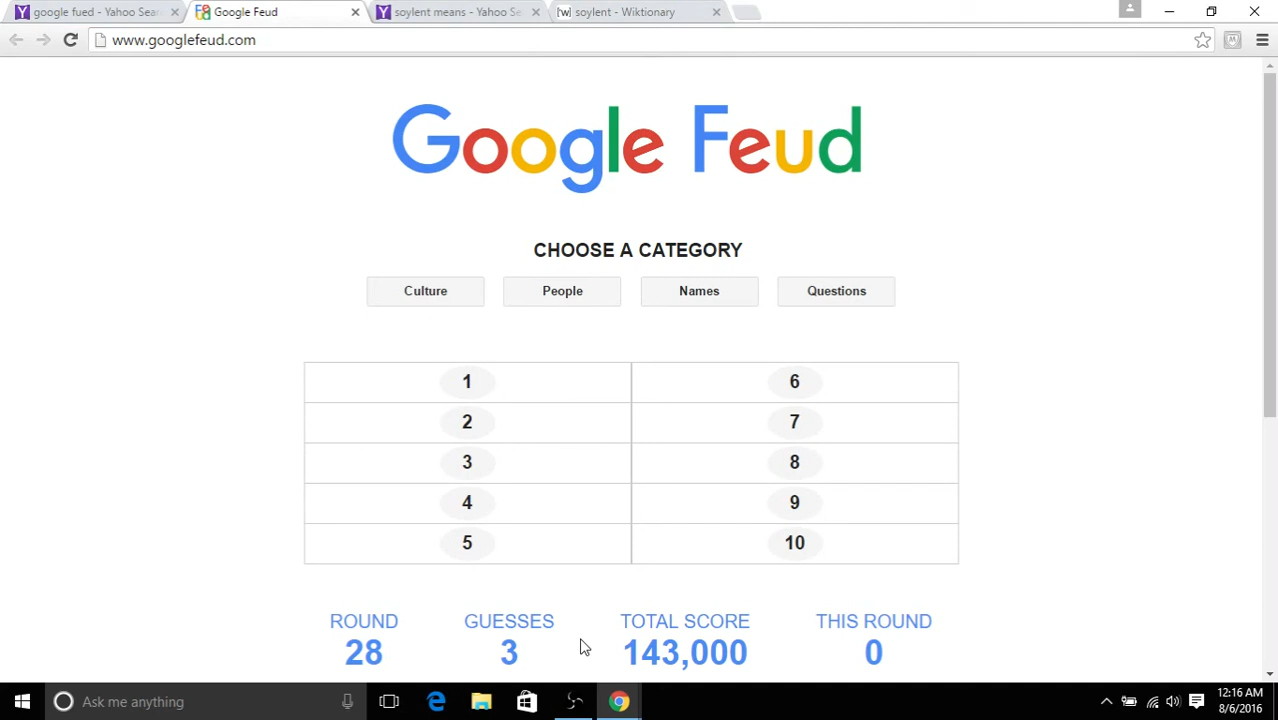 google fued - Yahoo Sear
Google Feud
soylent means - Yahoo Se
soylent - Wiktionary
www.googlefeud.com
Google Feud
CHOOSE A CATEGORY
Culture People Names Questions
1 6
2 7
3 8
4 9
5 10
ROUND GUESSES TOTAL SCORE THIS ROUND
28 3 143,000 0
Ask me anything
12:16 AM
8/6/2016